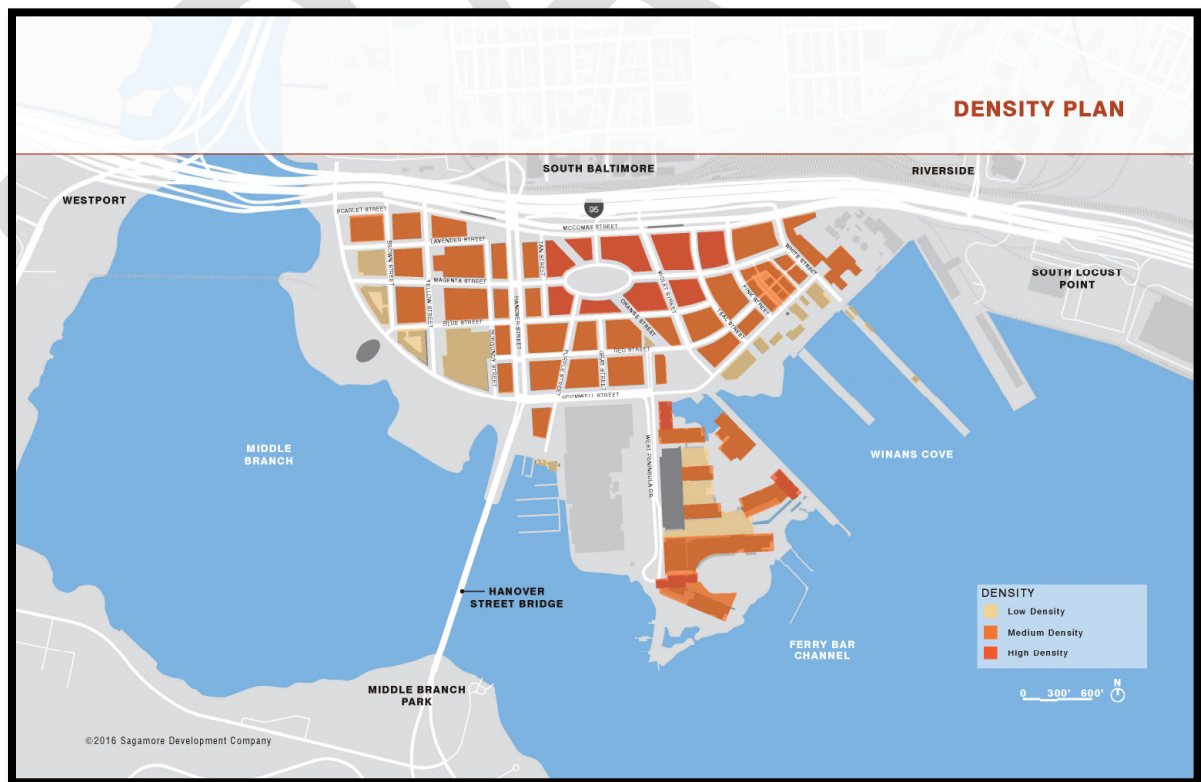 DENSITY PLAN
SOUTH BALTIMORE
RIVERSIDE
WESTPORT
95
SCARLET STREET
MCCOMAS STREET
LAVENDER STREET
BROWN STREET
TAN STREET
WHITE STREET
SOUTH LOCUST
POINT
MAGENTA STREET
YELLOW STREET
VIOLET STREET
PINK STREET
HANOVER STREET
ORANGE STREET
TEAL STREET
BLUE STREET
BURGUNDY STREET
RED STREET
PURPLE STREET
GRAY STREET
CROMWELL STREET
WEST PENINSULA DR.
MIDDLE
BRANCH
WINANS COVE
HANOVER
STREET BRIDGE
DENSITY
Low Density
Medium Density
High Density
FERRY BAR
CHANNEL
MIDDLE BRANCH
PARK
0 300' 600'
N
©2016 Sagamore Development Company